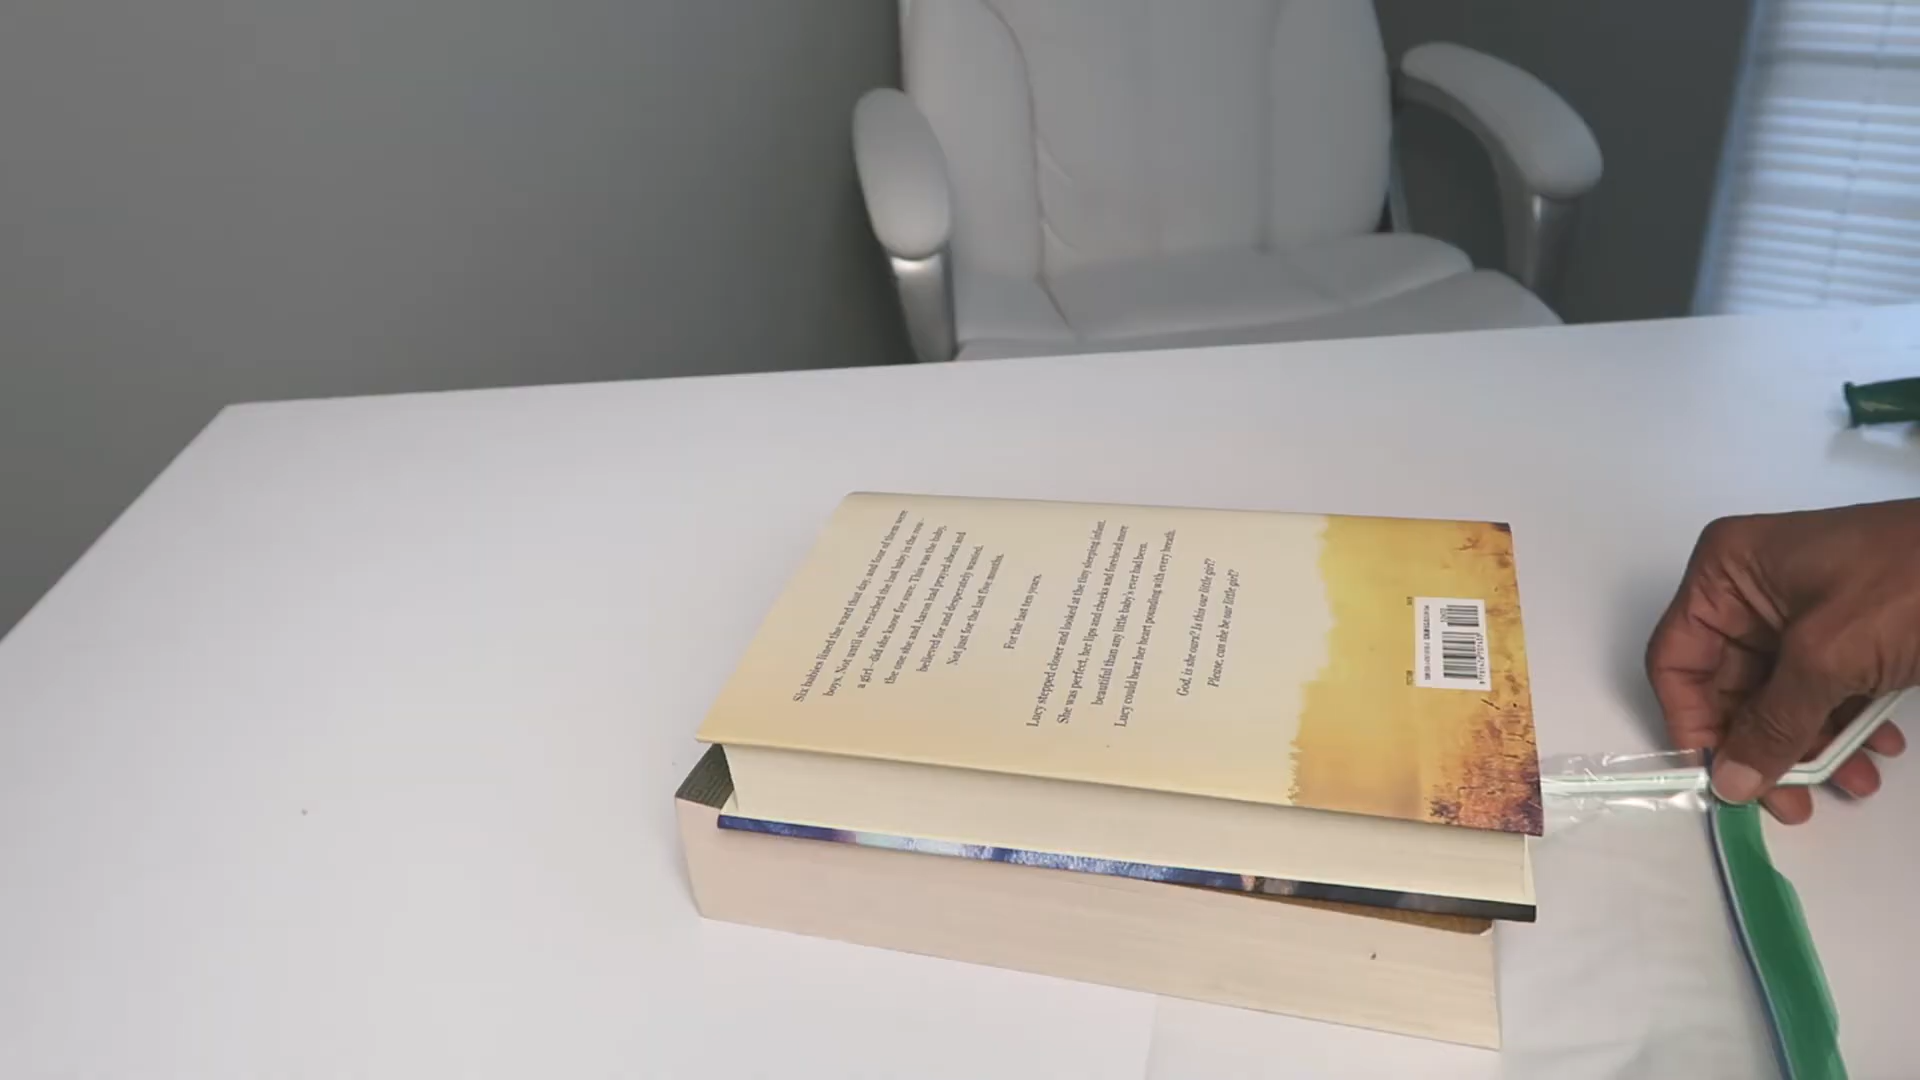 Six babies lined the ward that day, and four of them were
boys. Not until she reached the last baby in the row—
a girl—did she know for sure. This was the baby,
the one she and Aaron had prayed about and
believed for and desperately wanted.
Not just for the last five months.
For the last ten years.
Lucy stepped closer and looked at the tiny sleeping infant.
She was perfect, her lips and cheeks and forehead more
beautiful than any little baby's ever had been.
Lucy could hear her heart pounding with every breath.
God, is she ours? Is this our little girl?
Please, can she be our little girl?